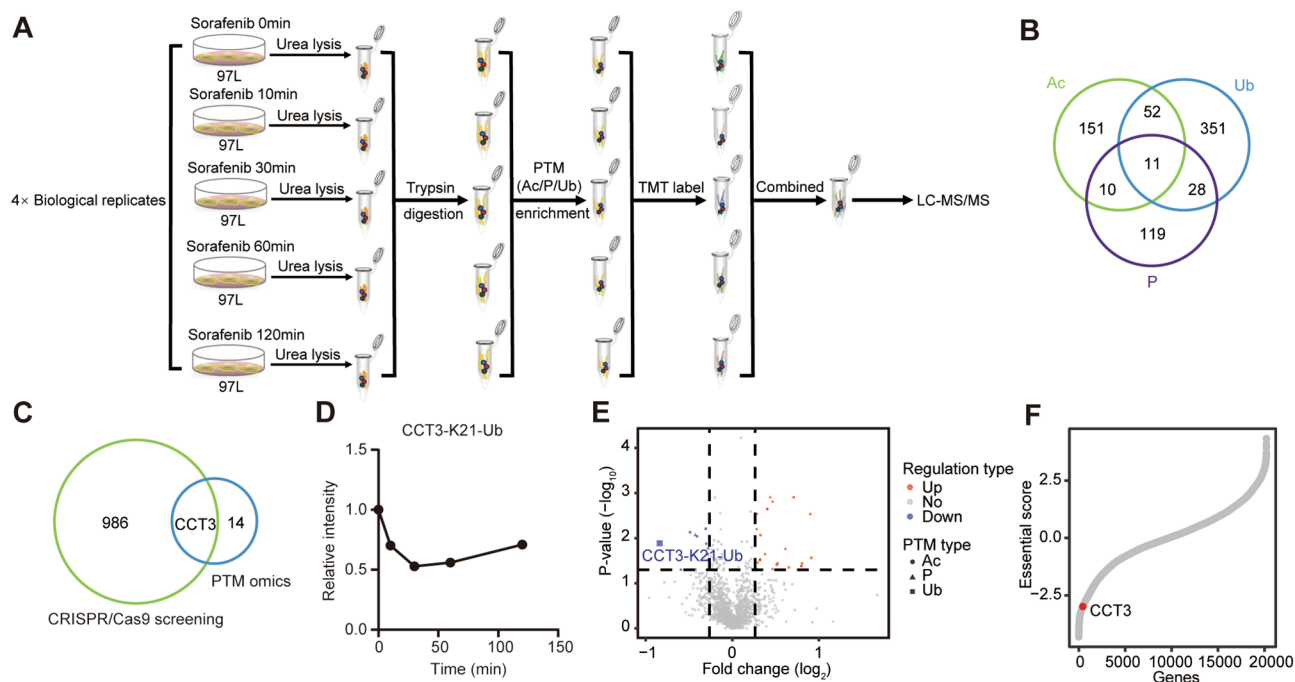 A
Sorafenib 0min
Urea lysis
97L
Sorafenib 10min
Urea lysis
97L
Sorafenib 30min
Urea lysis
97L
Sorafenib 60min
Urea lysis
97L
Sorafenib 120min
Urea lysis
97L
4× Biological replicates
Trypsin
digestion
PTM
(Ac/P/Ub)
enrichment
TMT label
Combined
LC-MS/MS
B
Ac
Ub
52
151
351
11
10
28
119
P
C
986
CCT3
14
PTM omics
CRISPR/Cas9 screening
D
CCT3-K21-Ub
Relative intensity
1.5
1.0
0.5
0.0
0
50
100
150
Time (min)
E
P-value (−log10)
4
3
2
1
0
CCT3-K21-Ub
−1
0
1
Fold change (log2)
Regulation type
Up
No
Down
PTM type
Ac
P
Ub
F
Essential score
2.5
0.0
−2.5
CCT3
0
5000
10000
15000
20000
Genes